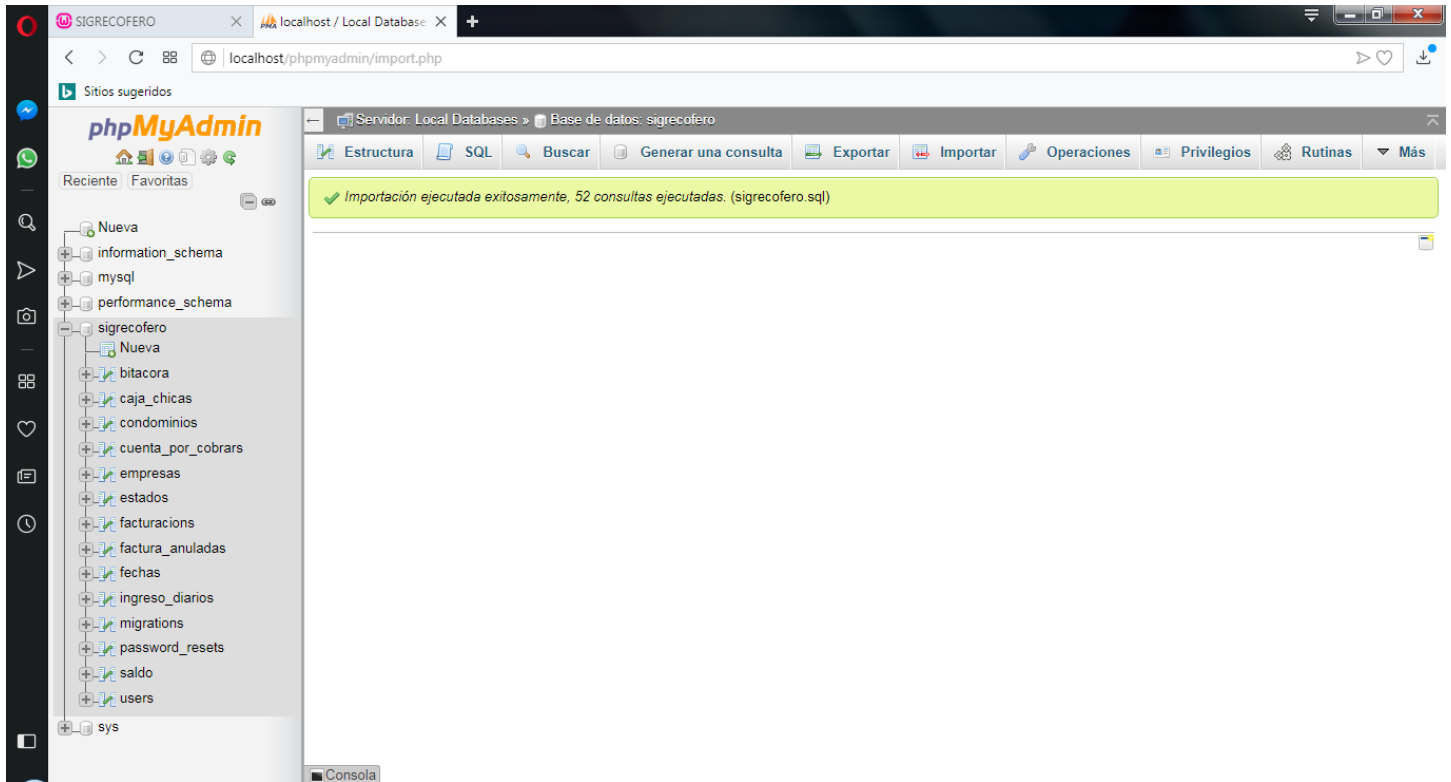 SIGRECOFERO
localhost / Local Database
localhost/phpmyadmin/import.php
Sitios sugeridos
phpMyAdmin
Reciente Favoritas
Nueva
information_schema
mysql
performance_schema
sigrecofero
Nueva
bitacora
caja_chicas
condominios
cuenta_por_cobrars
empresas
estados
facturacions
factura_anuladas
fechas
ingreso_diarios
migrations
password_resets
saldo
users
sys
Servidor: Local Databases » Base de datos: sigrecofero
Estructura SQL Buscar Generar una consulta Exportar Importar Operaciones Privilegios Rutinas Más
Importación ejecutada exitosamente, 52 consultas ejecutadas. (sigrecofero.sql)
Consola